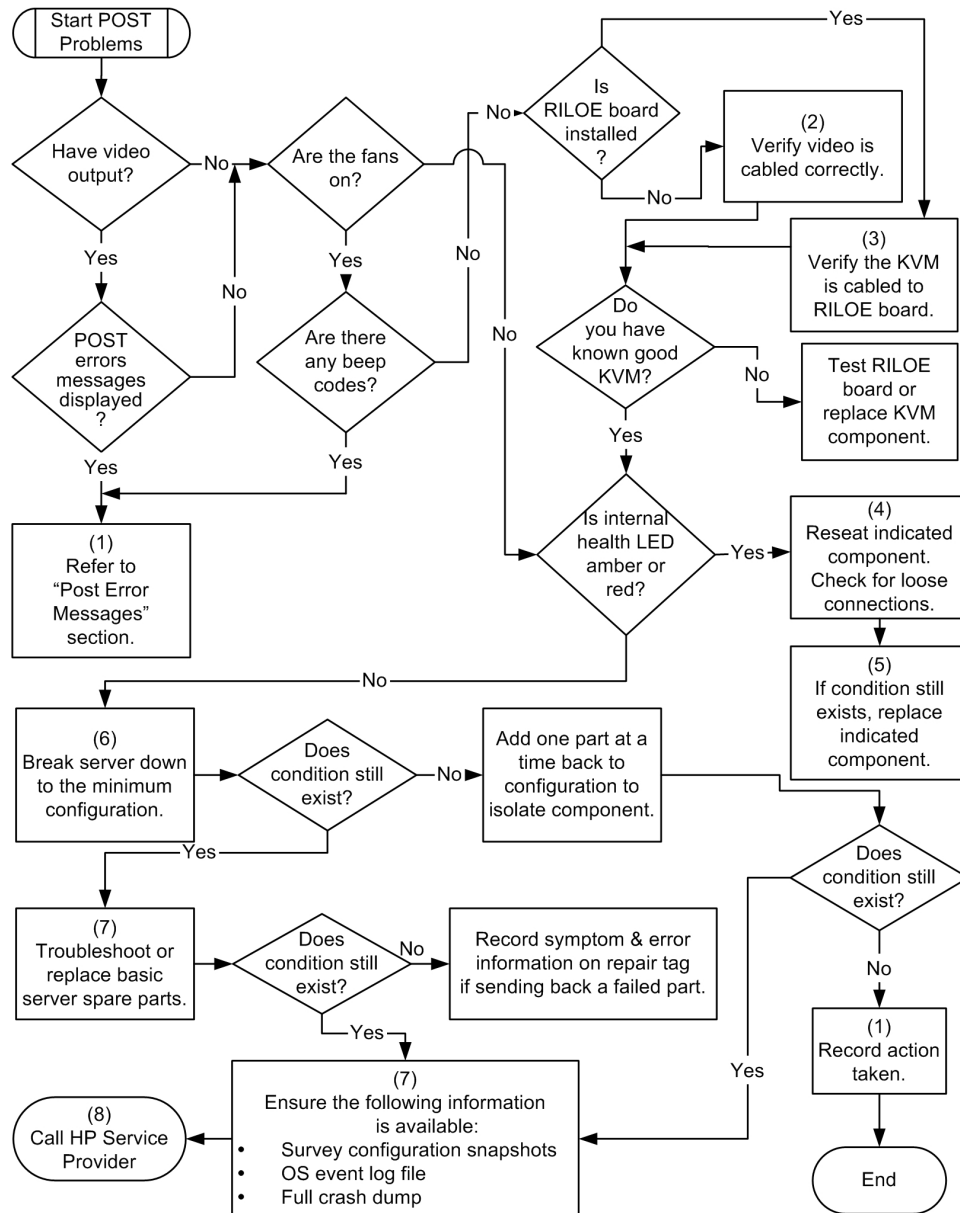 Start POST
Problems
Have video
output?
No
Yes
POST
errors
messages
displayed
?
No
Yes
(1)
Refer to
“Post Error
Messages”
section.
Are the fans
on?
Yes
No
Are there
any beep
codes?
Yes
No
No
Is
RILOE board
installed
?
Yes
No
(2)
Verify video is
cabled correctly.
(3)
Verify the KVM
is cabled to
RILOE board.
Do
you have
known good
KVM?
No
Yes
Test RILOE
board or
replace KVM
component.
Is internal
health LED
amber or
red?
Yes
No
(4)
Reseat indicated
component.
Check for loose
connections.
(5)
If condition still
exists, replace
indicated
component.
(6)
Break server down
to the minimum
configuration.
Does
condition still
exist?
No
Yes
Add one part at a
time back to
configuration to
isolate component.
Does
condition still
exist?
No
Yes
(7)
Troubleshoot or
replace basic
server spare parts.
Does
condition still
exist?
No
Yes
Record symptom & error
information on repair tag
if sending back a failed part.
(1)
Record action
taken.
End
(7)
Ensure the following information
is available:
• Survey configuration snapshots
• OS event log file
• Full crash dump
(8)
Call HP Service
Provider